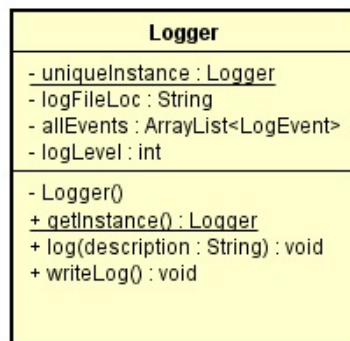 Logger
- uniqueInstance : Logger
- logFileLoc : String
- allEvents : ArrayList<LogEvent>
- logLevel : int
- Logger()
+ getInstance() : Logger
+ log(description : String) : void
+ writeLog() : void